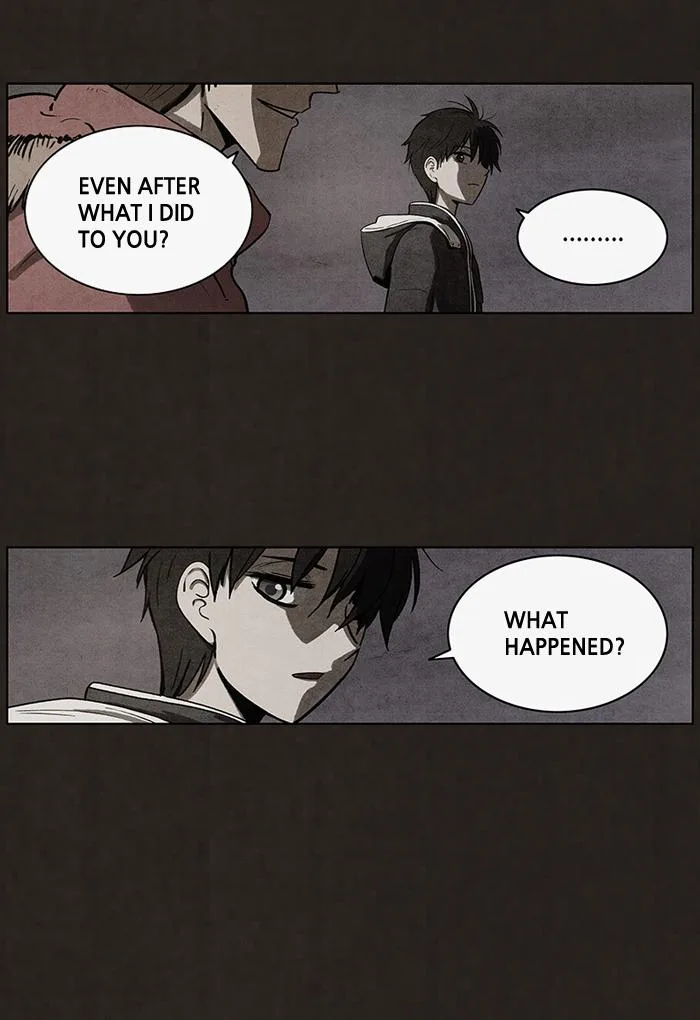 EVEN AFTER
WHAT I DID
TO YOU?
.........
WHAT
HAPPENED?